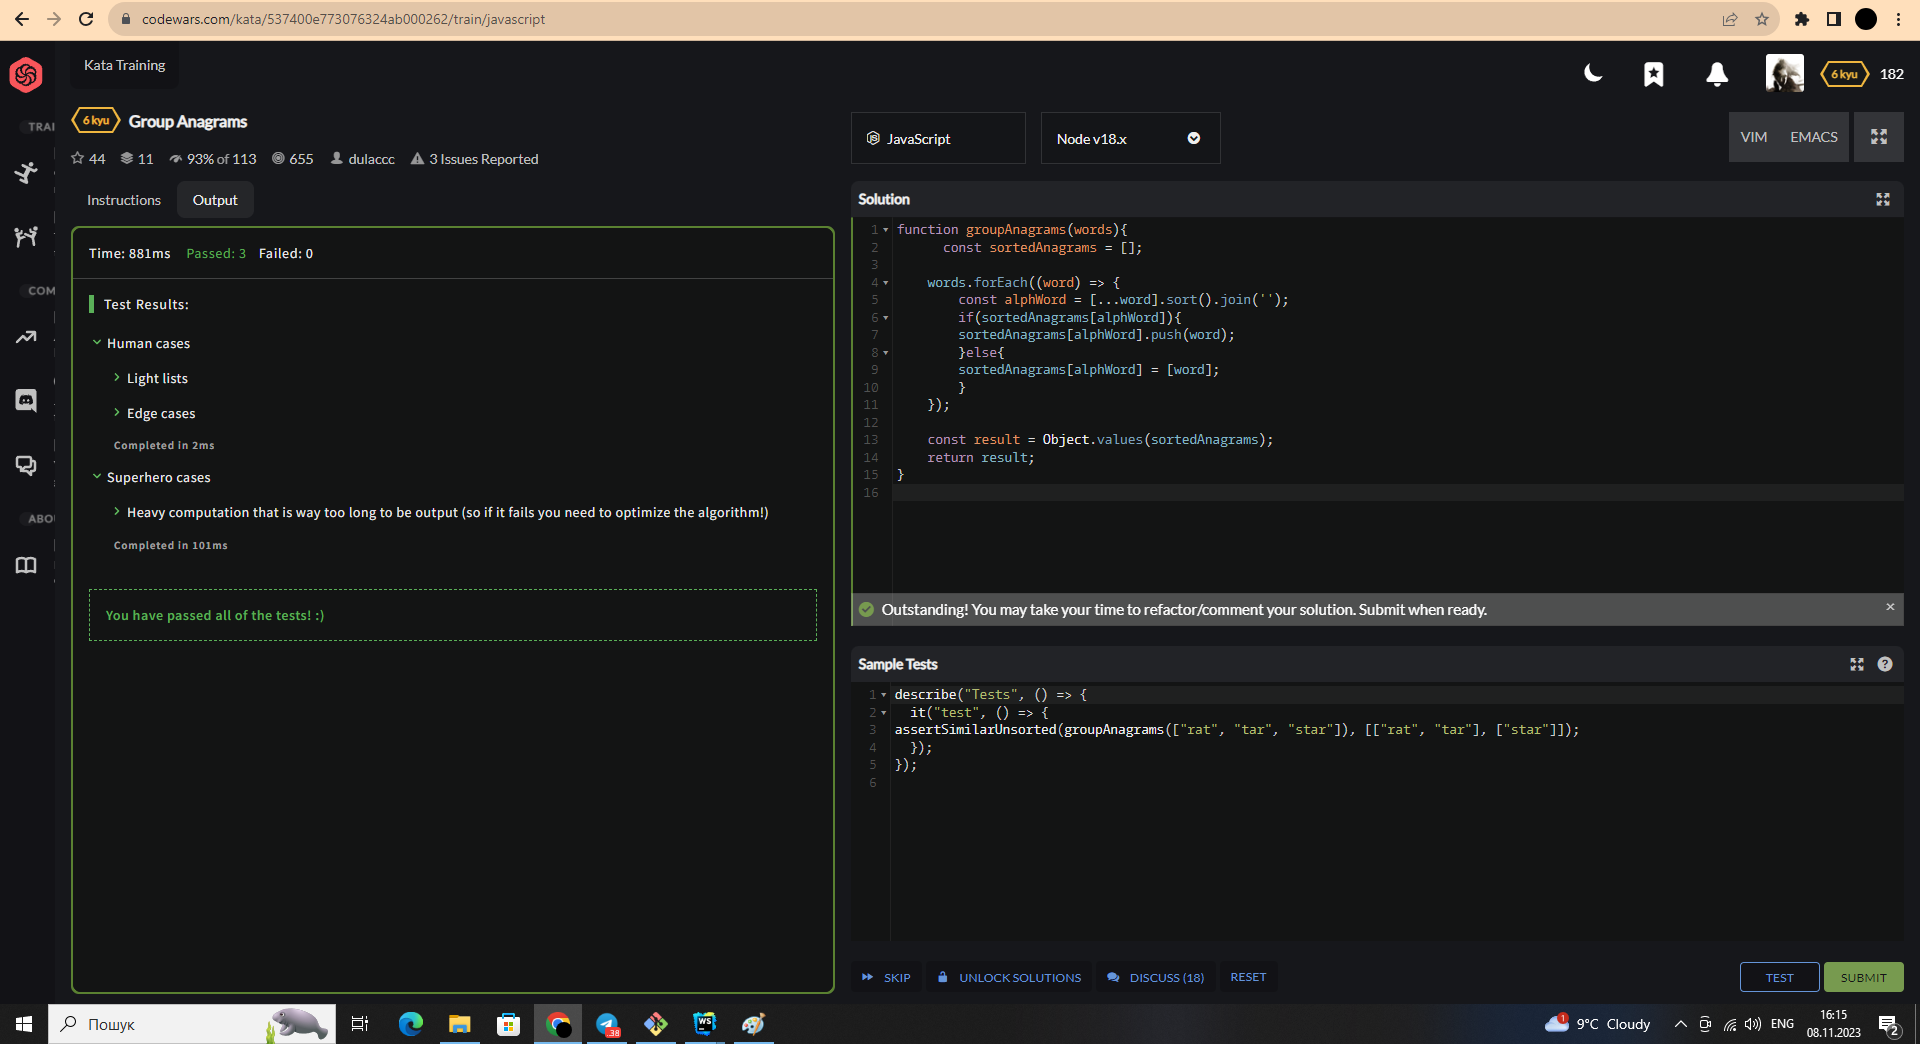 codewars.com/kata/537400e773076324ab000262/train/javascript
Kata Training
6 kyu
182
6 kyu
Group Anagrams
44
11
93% of 113
655
dulaccc
3 Issues Reported
Instructions
Output
JavaScript
Node v18.x
VIM
EMACS
TRAI
COM
ABO
Time: 881ms
Passed: 3
Failed: 0
Test Results:
Human cases
Light lists
Edge cases
Completed in 2ms
Superhero cases
Heavy computation that is way too long to be output (so if it fails you need to optimize the algorithm!)
Completed in 101ms
You have passed all of the tests! :)
Solution
1 function groupAnagrams(words){
2 const sortedAnagrams = [];
3
4 words.forEach((word) => {
5 const alphWord = [...word].sort().join('');
6 if(sortedAnagrams[alphWord]){
7 sortedAnagrams[alphWord].push(word);
8 }else{
9 sortedAnagrams[alphWord] = [word];
10 }
11 });
12
13 const result = Object.values(sortedAnagrams);
14 return result;
15 }
16
Outstanding! You may take your time to refactor/comment your solution. Submit when ready.
Sample Tests
1 describe("Tests", () => {
2 it("test", () => {
3 assertSimilarUnsorted(groupAnagrams(["rat", "tar", "star"]), [["rat", "tar"], ["star"]]);
4 });
5 });
6
SKIP
UNLOCK SOLUTIONS
DISCUSS (18)
RESET
TEST
SUBMIT
Пошук
38
WS
1
9°C Cloudy
ENG
16:15
08.11.2023
2